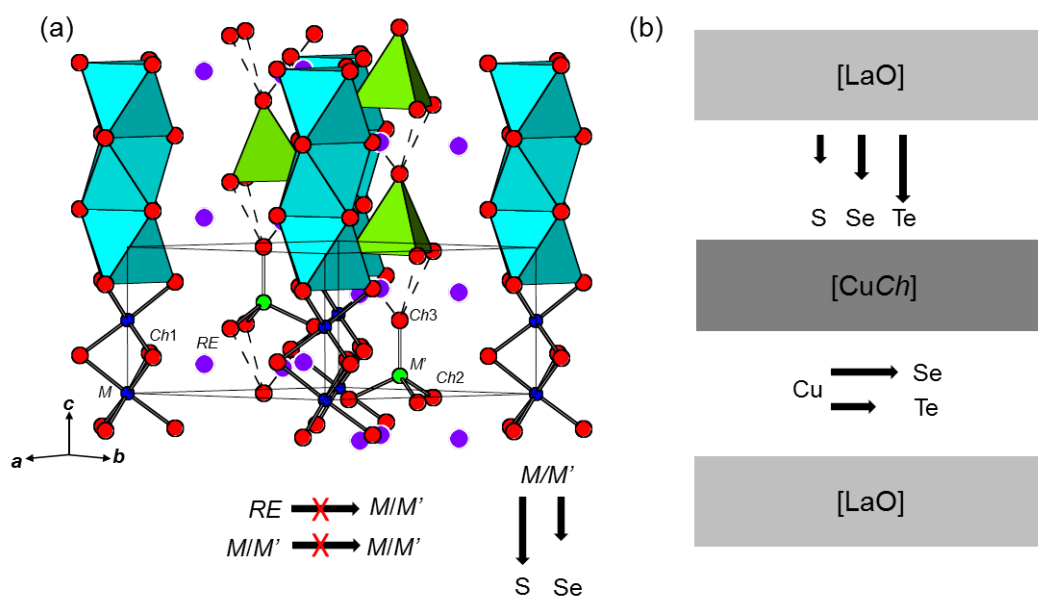 (a)
Ch1
RE
Ch3
M'
Ch2
M
c
a
b
RE M/M'
M/M' M/M'
M/M'
S Se
(b)
[LaO]
S Se Te
[CuCh]
Cu Se
Te
[LaO]